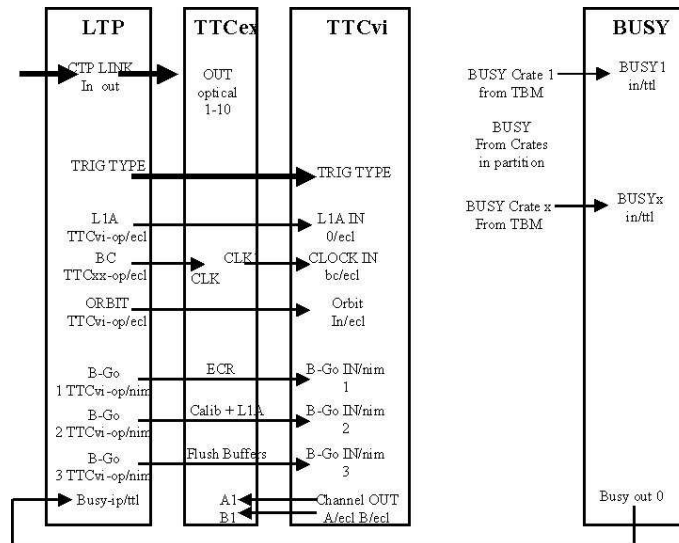 LTP
TTCex
TTCvi
BUSY
CTP LINK
In out
OUT
optical
1-10
BUSY Crate 1
from TBM
BUSY1
in/ttl
BUSY
From Crates
in partition
TRIG TYPE
TRIG TYPE
BUSY Crate x
From TBM
BUSYx
in/ttl
L1A
TTCvi-op/ecl
L1A IN
0/ecl
BC
TTCxx-op/ecl
CLK
CLK1
CLOCK IN
bc/ecl
ORBIT
TTCvi-op/ecl
Orbit
In/ecl
B-Go
1 TTCvi-op/nim
ECR
B-Go IN/nim
1
B-Go
2 TTCvi-op/nim
Calib + L1A
B-Go IN/nim
2
B-Go
3 TTCvi-op/nim
Flush Buffers
B-Go IN/nim
3
Busy-ip/ttl
A1
B1
Channel OUT
A/ecl B/ecl
Busy out 0